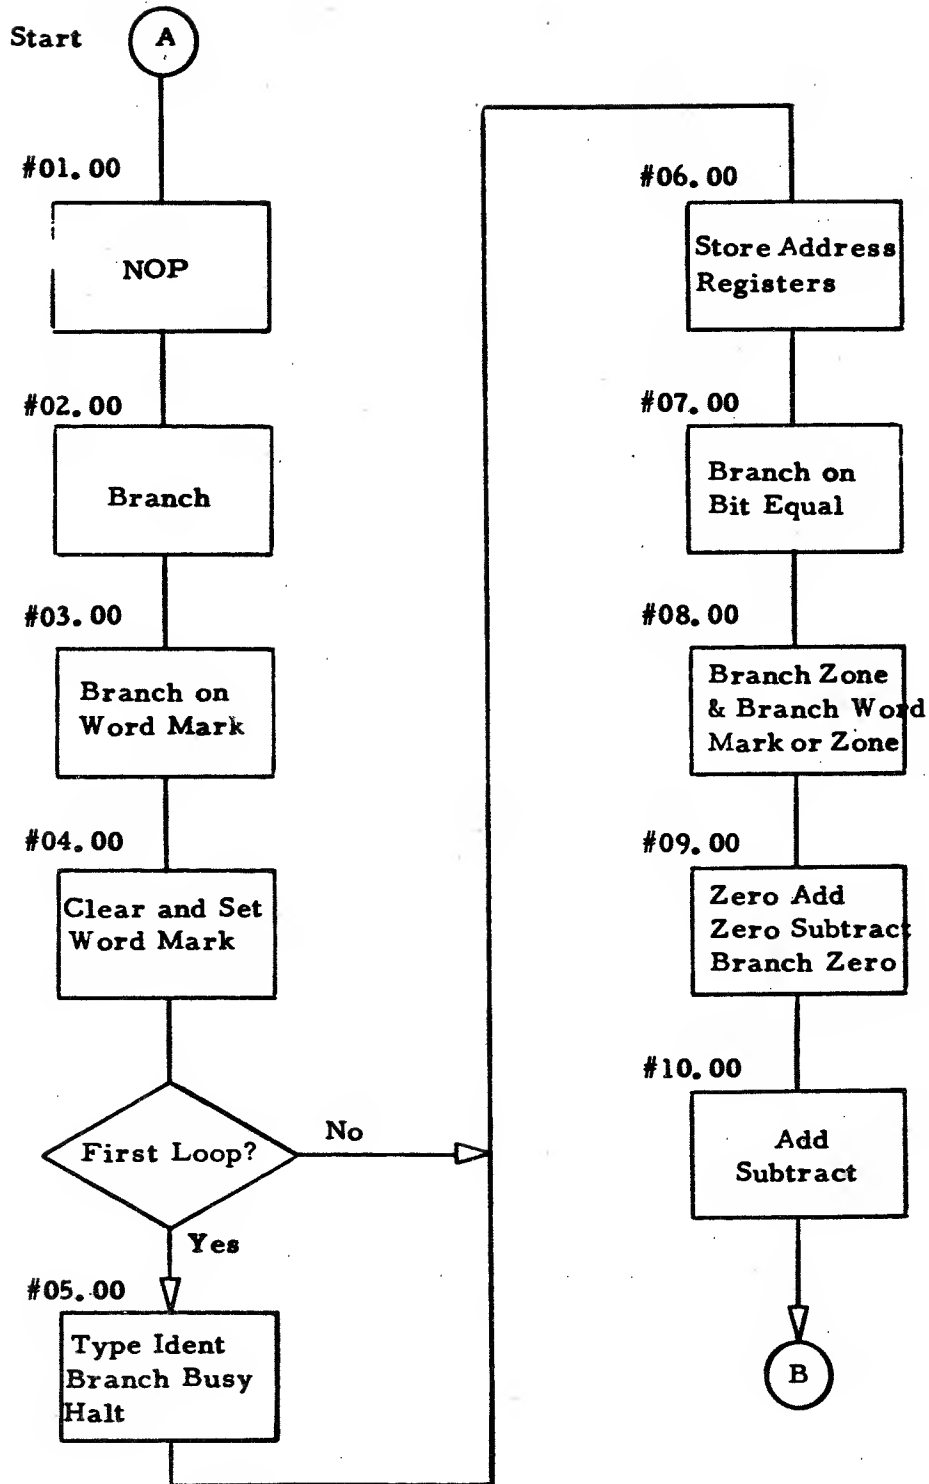 Start
A
#01.00
NOP
#02.00
Branch
#03.00
Branch on
Word Mark
#04.00
Clear and Set
Word Mark
First Loop?
No
Yes
#05.00
Type Ident
Branch Busy
Halt
#06.00
Store Address
Registers
#07.00
Branch on
Bit Equal
#08.00
Branch Zone
& Branch Word
Mark or Zone
#09.00
Zero Add
Zero Subtract
Branch Zero
#10.00
Add
Subtract
B